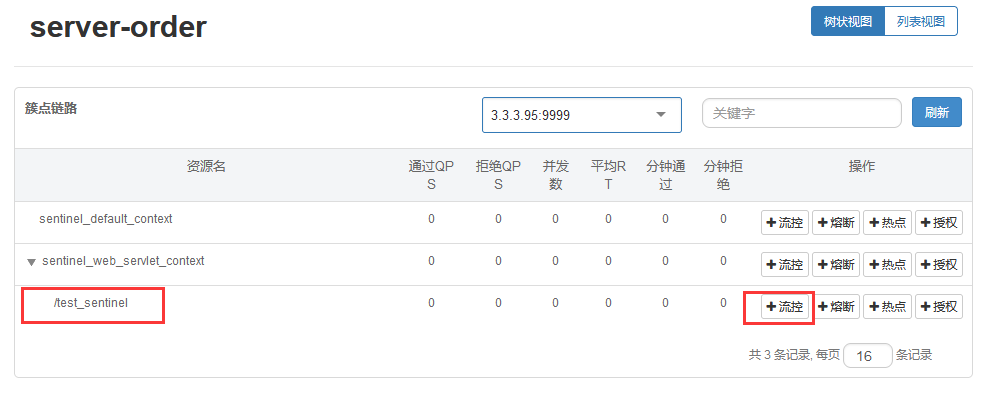 server-order
树状视图 列表视图
簇点链路 3.3.3.95:9999 关键字 刷新
资源名 通过QP 拒绝QP 并发 平均R 分钟通 分钟拒 操作
S S 数 T 过 绝
sentinel_default_context 0 0 0 0 0 0 +流控 +熔断 +热点 +授权
sentinel_web_servlet_context 0 0 0 0 0 0 +流控 +熔断 +热点 +授权
/test_sentinel 0 0 0 0 0 0 +流控 +熔断 +热点 +授权
共 3 条记录, 每页 16 条记录